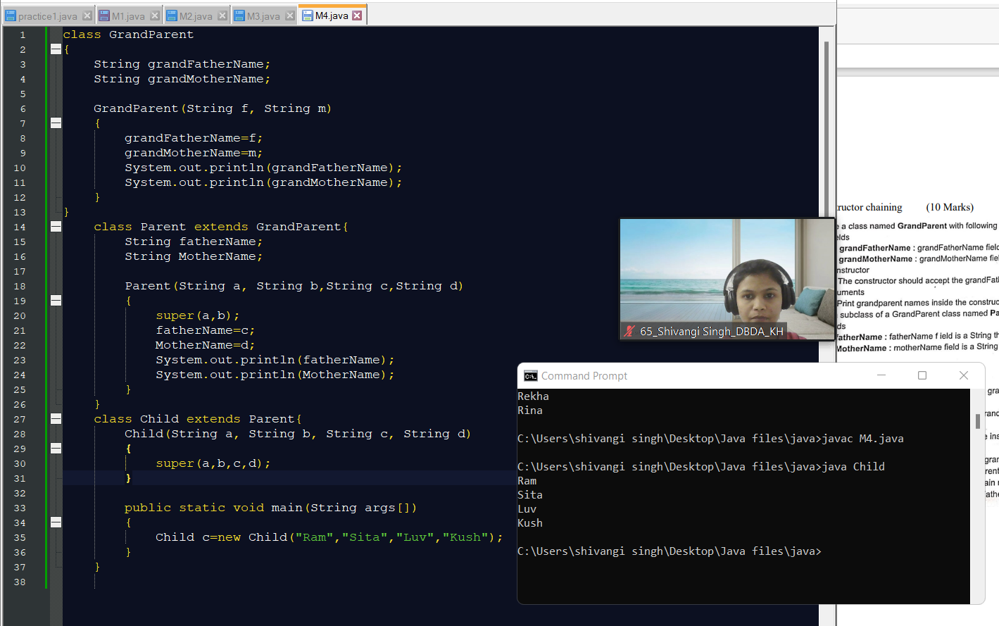 practice1.java
M1.java
M2.java
M3.java
M4.java
1 class GrandParent
2 {
3 String grandFatherName;
4 String grandMotherName;
5
6 GrandParent(String f, String m)
7 {
8 grandFatherName=f;
9 grandMotherName=m;
10 System.out.println(grandFatherName);
11 System.out.println(grandMotherName);
12 }
13 }
14 class Parent extends GrandParent{
15 String fatherName;
16 String MotherName;
17
18 Parent(String a, String b,String c,String d)
19 {
20 super(a,b);
21 fatherName=c;
22 MotherName=d;
23 System.out.println(fatherName);
24 System.out.println(MotherName);
25 }
26 }
27 class Child extends Parent{
28 Child(String a, String b, String c, String d)
29 {
30 super(a,b,c,d);
31 }
32
33 public static void main(String args[])
34 {
35 Child c=new Child("Ram","Sita","Luv","Kush");
36 }
37 }
38
ructor chaining (10 Marks)
e a class named GrandParent with following
elds
grandFatherName : grandFatherName field
grandMotherName : grandMotherName fie
nstructor
The constructor should accept the grandFat
uments
Print grandparent names inside the construc
subclass of a GrandParent class named Pa
ds
atherName : fatherName f ield is a String th
MotherName : motherName field is a String
65_Shivangi Singh_DBDA_KH
Command Prompt
Rekha
Rina
C:\Users\shivangi singh\Desktop\Java files\java>javac M4.java
C:\Users\shivangi singh\Desktop\Java files\java>java Child
Ram
Sita
Luv
Kush
C:\Users\shivangi singh\Desktop\Java files\java>